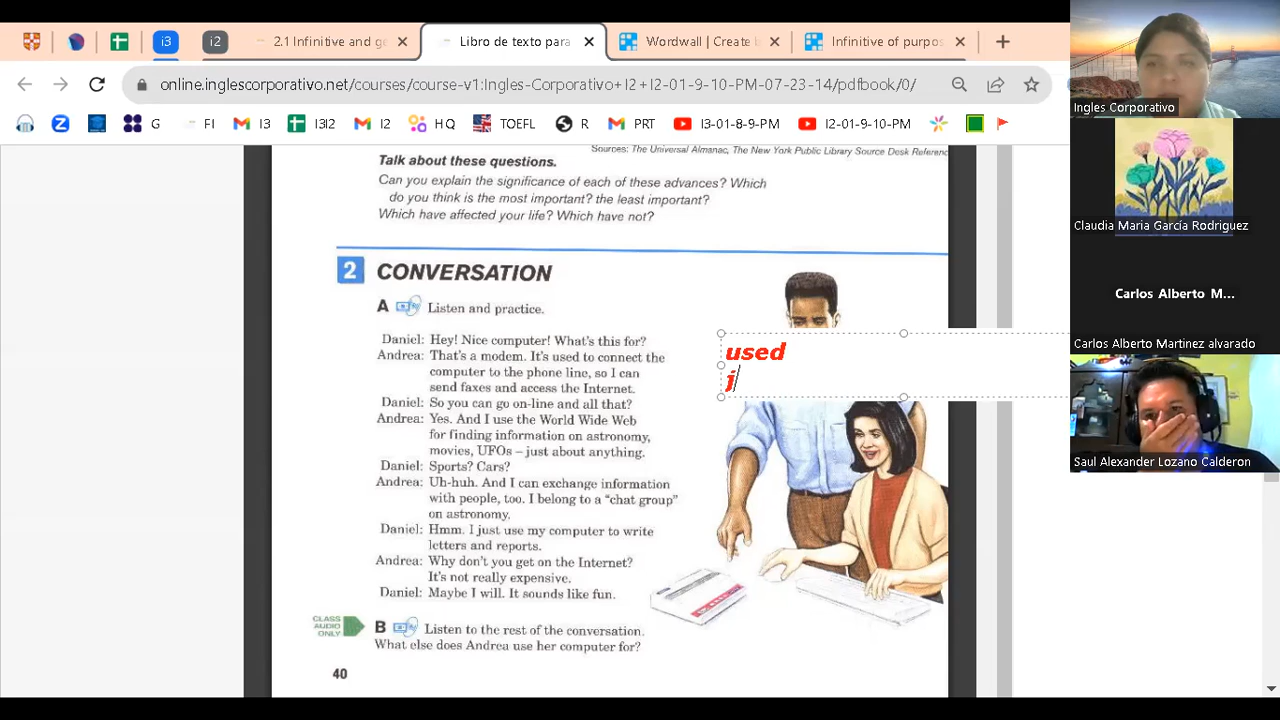 2.1 Infinitive and ge
Libro de texto para
Wordwall | Create b
Infinitive of purpos
online.inglescorporativo.net/courses/course-v1:Ingles-Corporativo+I2+I2-01-9-10-PM-07-23-14/pdfbook/0/
i3
i2
G
FI
I3
I3I2
I2
HQ
TOEFL
R
PRT
I3-01-8-9-PM
I2-01-9-10-PM
Sources: The Universal Almanac, The New York Public Library Source Desk Referenc
Talk about these questions.
Can you explain the significance of each of these advances? Which
do you think is the most important? the least important?
Which have affected your life? Which have not?
2 CONVERSATION
A Listen and practice.
Daniel: Hey! Nice computer! What's this for?
Andrea: That's a modem. It's used to connect the
computer to the phone line, so I can
send faxes and access the Internet.
Daniel: So you can go on-line and all that?
Andrea: Yes. And I use the World Wide Web
for finding information on astronomy,
movies, UFOs – just about anything.
Daniel: Sports? Cars?
Andrea: Uh-huh. And I can exchange information
with people, too. I belong to a "chat group"
on astronomy.
Daniel: Hmm. I just use my computer to write
letters and reports.
Andrea: Why don't you get on the Internet?
It's not really expensive.
Daniel: Maybe I will. It sounds like fun.
CLASS
AUDIO
ONLY
B Listen to the rest of the conversation.
What else does Andrea use her computer for?
40
used
j
Ingles Corporativo
Claudia Maria García Rodriguez
Carlos Alberto M...
Carlos Alberto Martinez alvarado
Saul Alexander Lozano Calderon